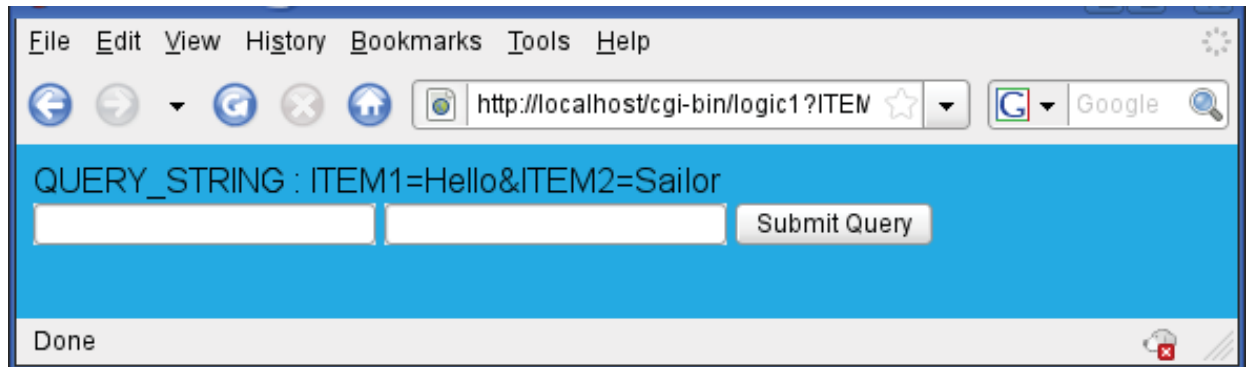 File Edit View History Bookmarks Tools Help
http://localhost/cgi-bin/logic1?ITEM
G Google
QUERY_STRING : ITEM1=Hello&ITEM2=Sailor
Submit Query
Done